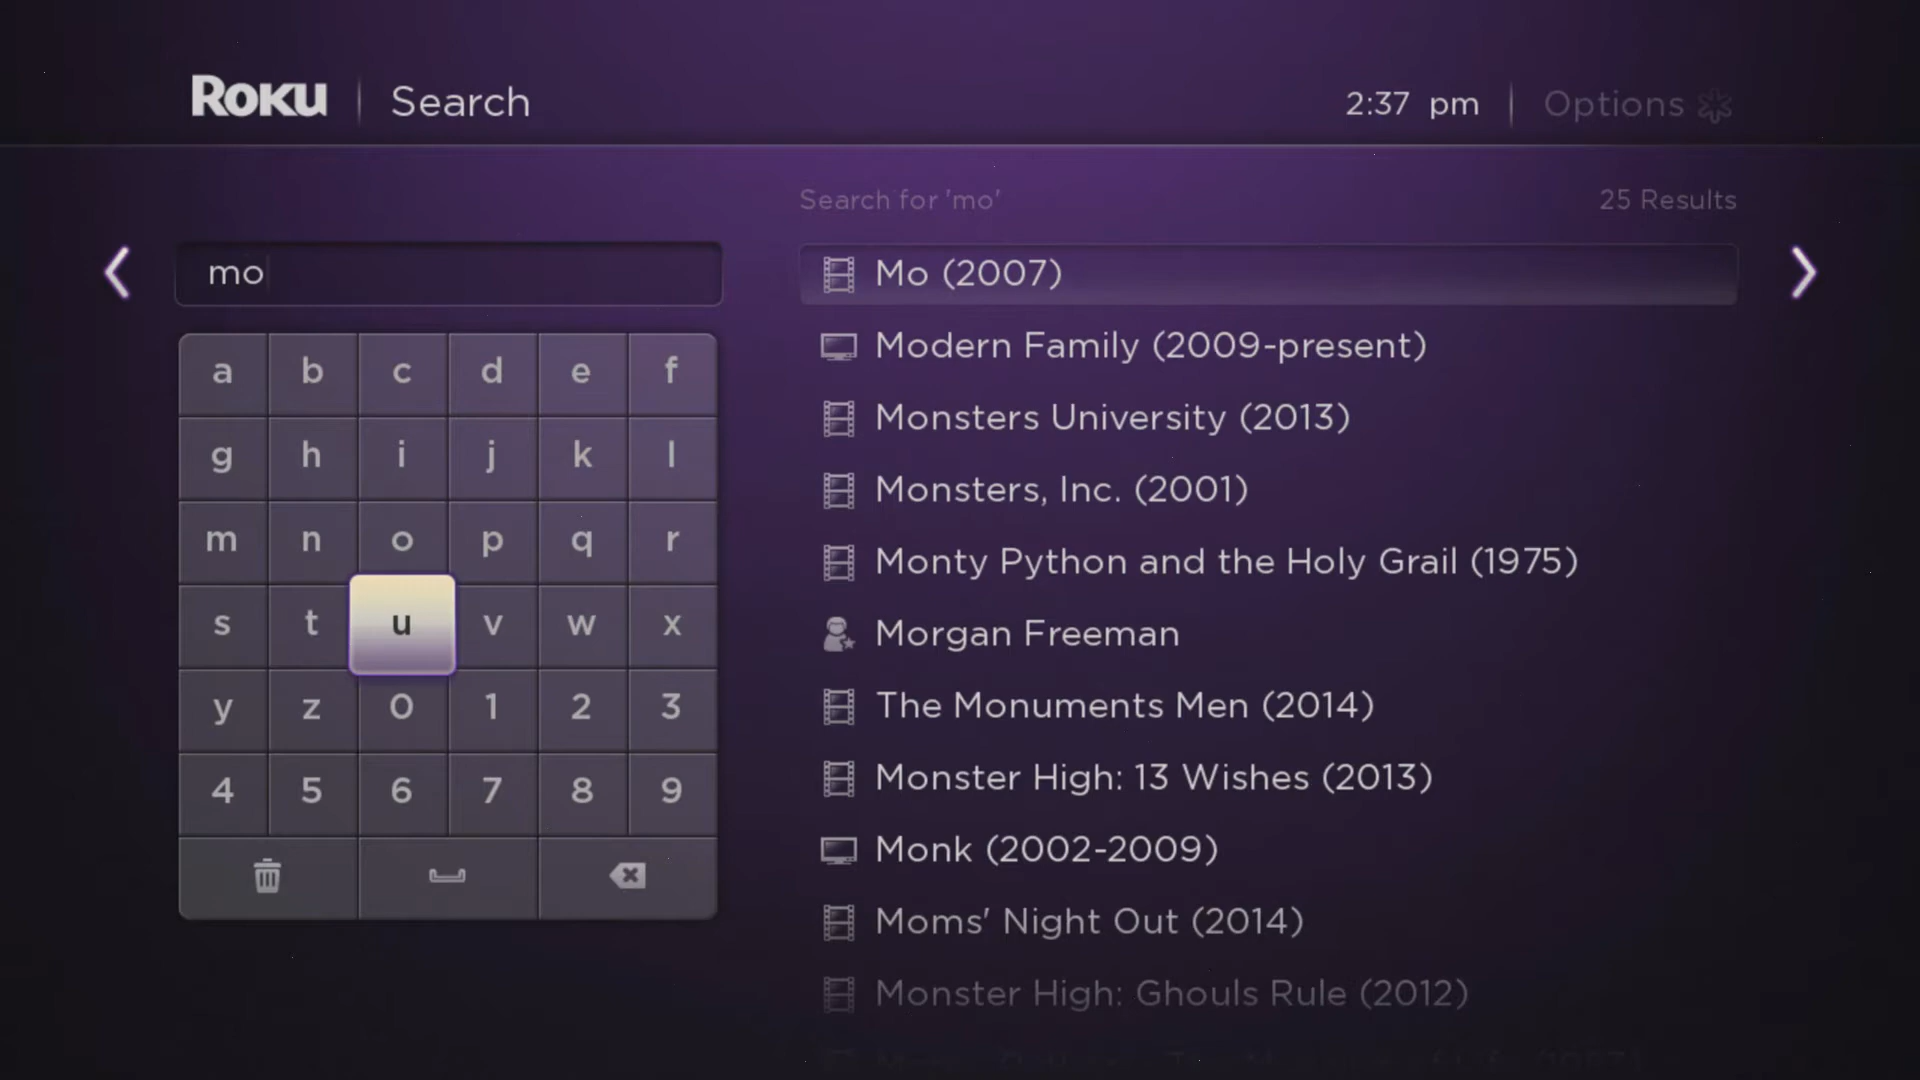 Roku Search 2:37 pm Options
Search for 'mo' 25 Results
mo
a b c d e f
g h i j k l
m n o p q r
s t u v w x
y z 0 1 2 3
4 5 6 7 8 9
Mo (2007)
Modern Family (2009-present)
Monsters University (2013)
Monsters, Inc. (2001)
Monty Python and the Holy Grail (1975)
Morgan Freeman
The Monuments Men (2014)
Monster High: 13 Wishes (2013)
Monk (2002-2009)
Moms' Night Out (2014)
Monster High: Ghouls Rule (2012)